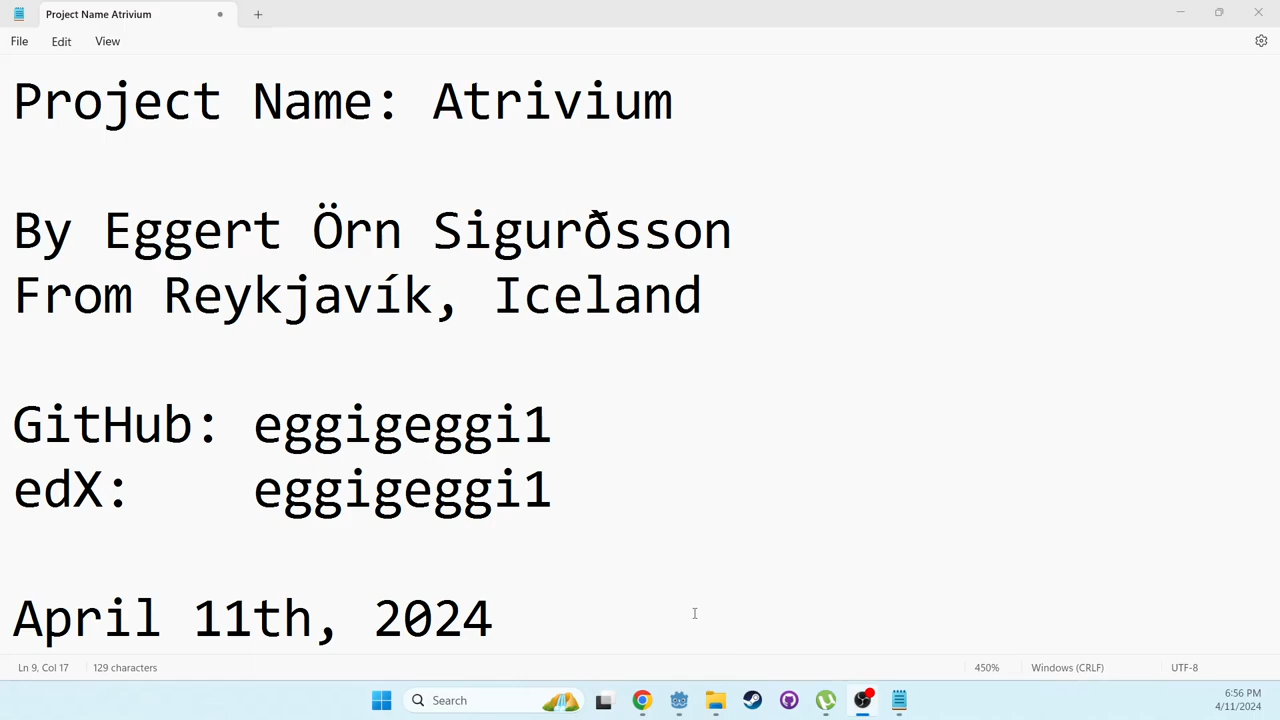 Project Name Atrivium
File Edit View
Project Name: Atrivium
By Eggert Örn Sigurðsson
From Reykjavík, Iceland
GitHub: eggigeggi1
edX: eggigeggi1
April 11th, 2024
Ln 9, Col 17 129 characters 450% Windows (CRLF) UTF-8
Search
6:56 PM
4/11/2024